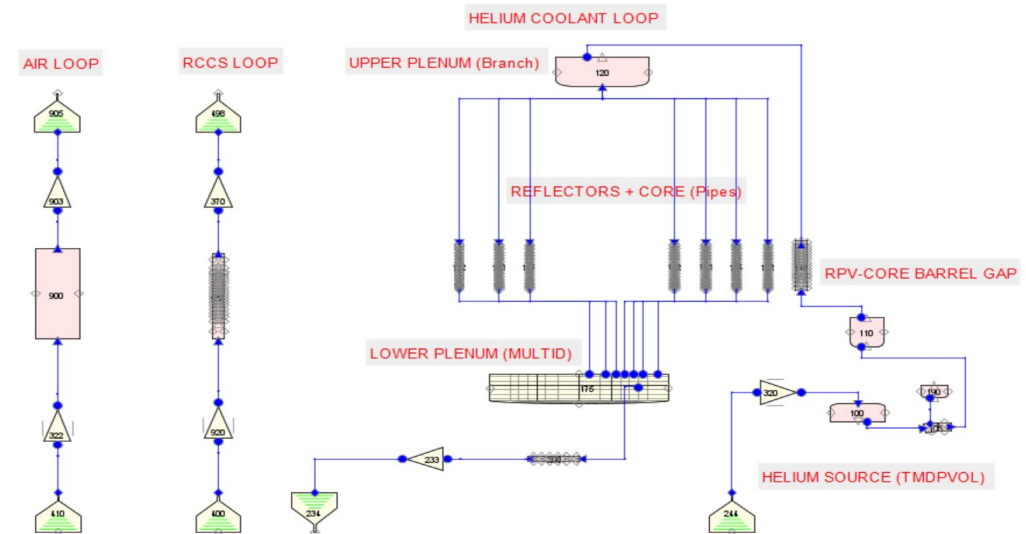 HELIUM COOLANT LOOP
AIR LOOP
RCCS LOOP
UPPER PLENUM (Branch)
120
905
498
903
370
REFLECTORS + CORE (Pipes)
RPV-CORE BARREL GAP
900
110
LOWER PLENUM (MULTID)
175
320
190
100
322
920
233
HELIUM SOURCE (TMDPVOL)
410
400
234
244